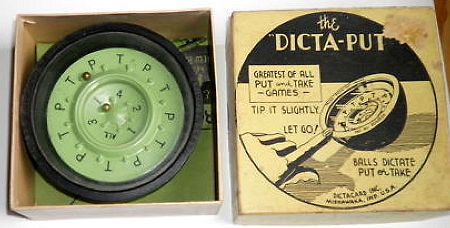 the
"DICTA-PUT
GREATEST OF ALL
PUT and TAKE
- GAMES -
TIP IT SLIGHTLY
LET GO!
BALLS DICTATE
PUT or TAKE
DICTACARD INC.
MISHAWAKA, IND. U.S.A.
P T P T P T P T P T
1 4 2 1 3 ALL